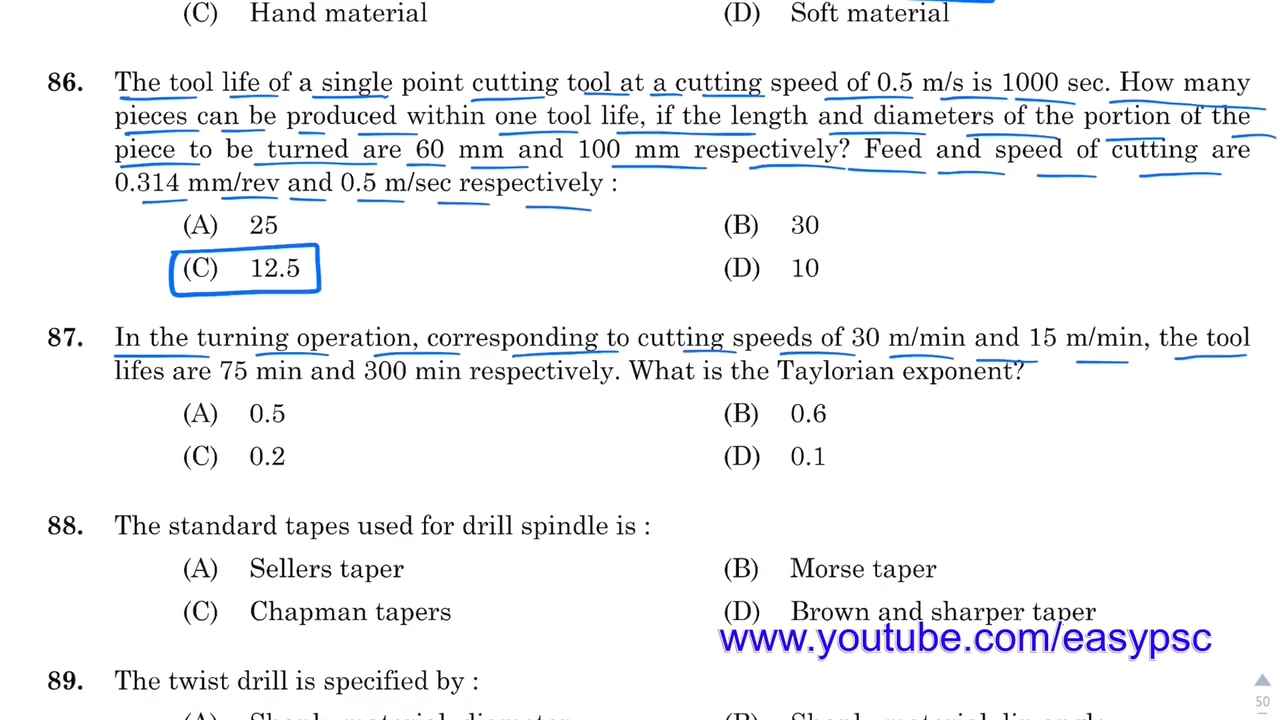 (C) Hand material (D) Soft material
86. The tool life of a single point cutting tool at a cutting speed of 0.5 m/s is 1000 sec. How many
pieces can be produced within one tool life, if the length and diameters of the portion of the
piece to be turned are 60 mm and 100 mm respectively? Feed and speed of cutting are
0.314 mm/rev and 0.5 m/sec respectively :
(A) 25 (B) 30
(C) 12.5 (D) 10
87. In the turning operation, corresponding to cutting speeds of 30 m/min and 15 m/min, the tool
lifes are 75 min and 300 min respectively. What is the Taylorian exponent?
(A) 0.5 (B) 0.6
(C) 0.2 (D) 0.1
88. The standard tapes used for drill spindle is :
(A) Sellers taper (B) Morse taper
(C) Chapman tapers (D) Brown and sharper taper
www.youtube.com/easypsc
89. The twist drill is specified by :
50